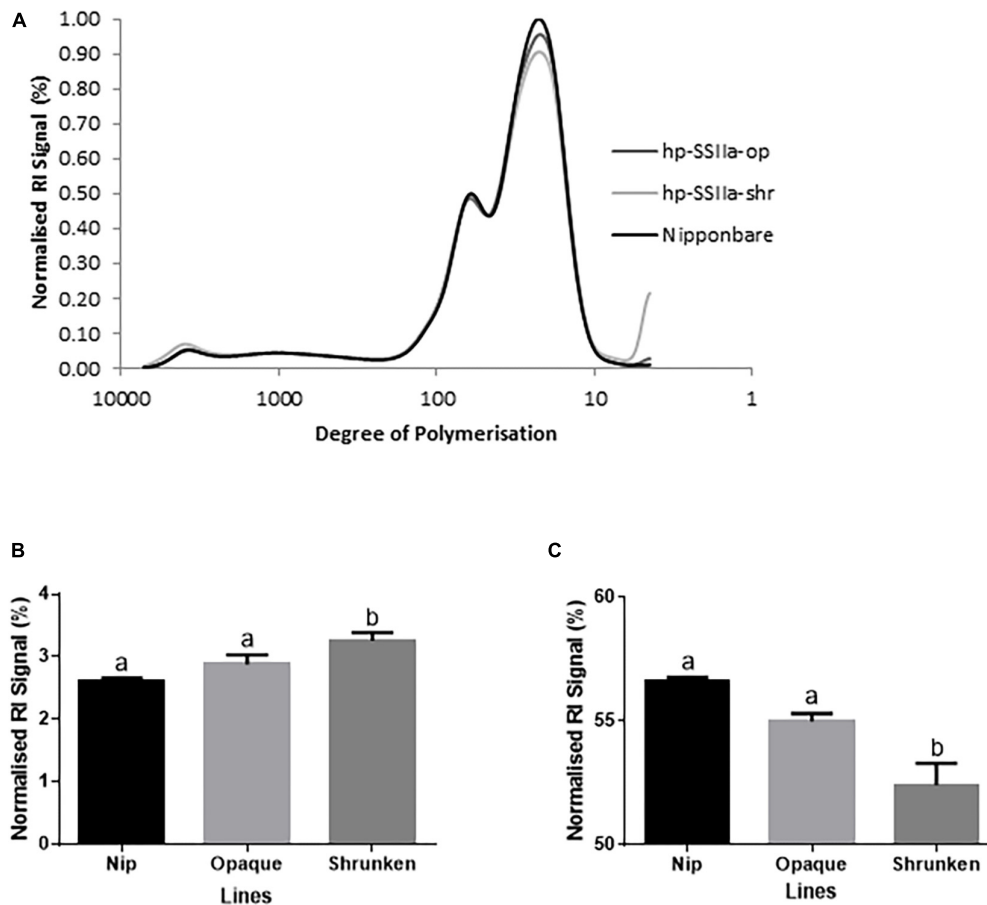 A
Normalised RI Signal (%)
1.00
0.90
0.80
0.70
0.60
0.50
0.40
0.30
0.20
0.10
0.00
10000 1000 100 10 1
Degree of Polymerisation
hp-SSIIa-op
hp-SSIIa-shr
Nipponbare
B
Normalised RI Signal (%)
4
3
2
1
0
a
a
b
Nip Opaque Shrunken
Lines
C
Normalised RI Signal (%)
60
55
50
a
a
b
Nip Opaque Shrunken
Lines